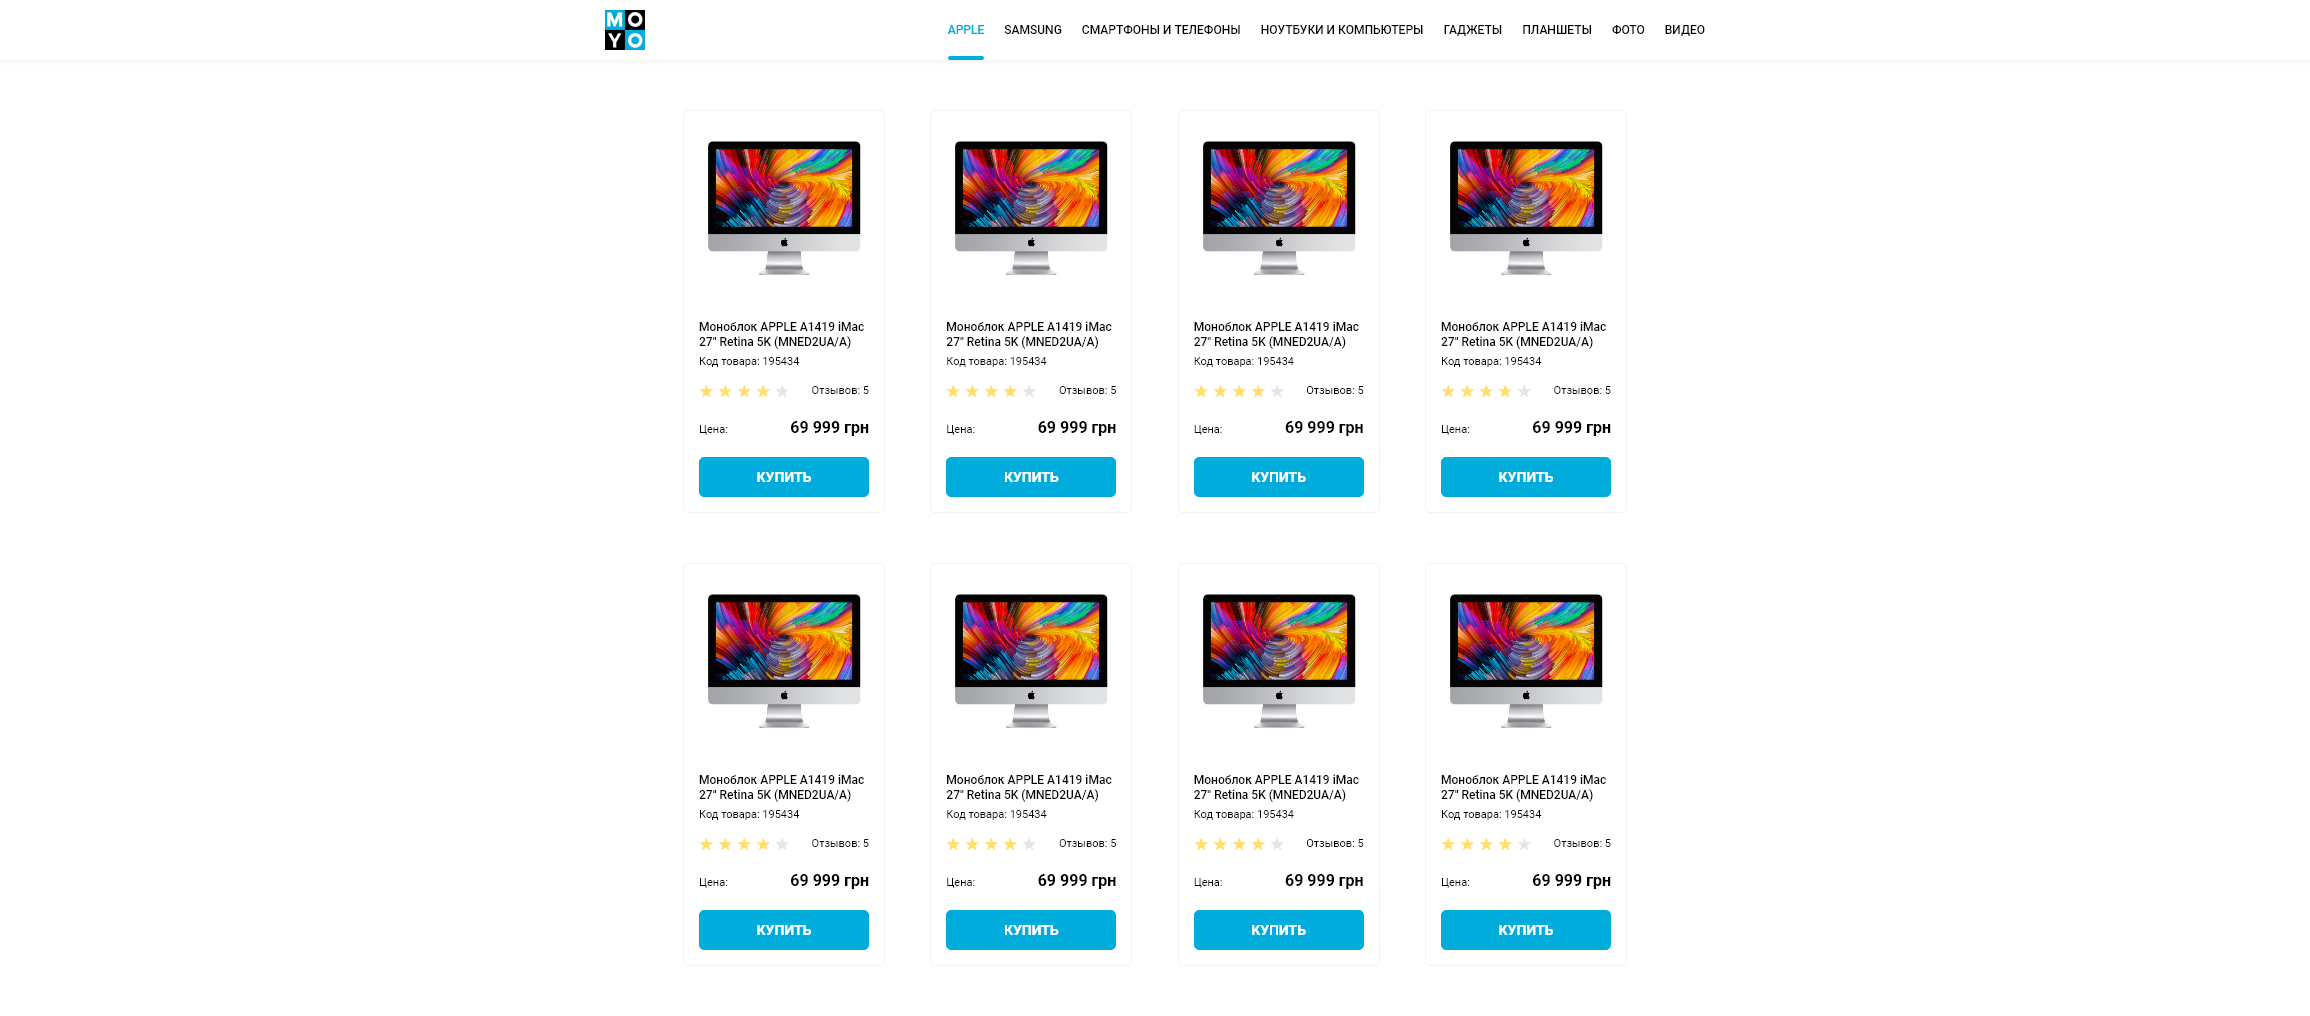 MO
YO
APPLE SAMSUNG СМАРТФОНЫ И ТЕЛЕФОНЫ НОУТБУКИ И КОМПЬЮТЕРЫ ГАДЖЕТЫ ПЛАНШЕТЫ ФОТО ВИДЕО
Моноблок APPLE A1419 iMac
27" Retina 5K (MNED2UA/A)
Код товара: 195434
Отзывов: 5
Цена: 69 999 грн
КУПИТЬ
Моноблок APPLE A1419 iMac
27" Retina 5K (MNED2UA/A)
Код товара: 195434
Отзывов: 5
Цена: 69 999 грн
КУПИТЬ
Моноблок APPLE A1419 iMac
27" Retina 5K (MNED2UA/A)
Код товара: 195434
Отзывов: 5
Цена: 69 999 грн
КУПИТЬ
Моноблок APPLE A1419 iMac
27" Retina 5K (MNED2UA/A)
Код товара: 195434
Отзывов: 5
Цена: 69 999 грн
КУПИТЬ
Моноблок APPLE A1419 iMac
27" Retina 5K (MNED2UA/A)
Код товара: 195434
Отзывов: 5
Цена: 69 999 грн
КУПИТЬ
Моноблок APPLE A1419 iMac
27" Retina 5K (MNED2UA/A)
Код товара: 195434
Отзывов: 5
Цена: 69 999 грн
КУПИТЬ
Моноблок APPLE A1419 iMac
27" Retina 5K (MNED2UA/A)
Код товара: 195434
Отзывов: 5
Цена: 69 999 грн
КУПИТЬ
Моноблок APPLE A1419 iMac
27" Retina 5K (MNED2UA/A)
Код товара: 195434
Отзывов: 5
Цена: 69 999 грн
КУПИТЬ